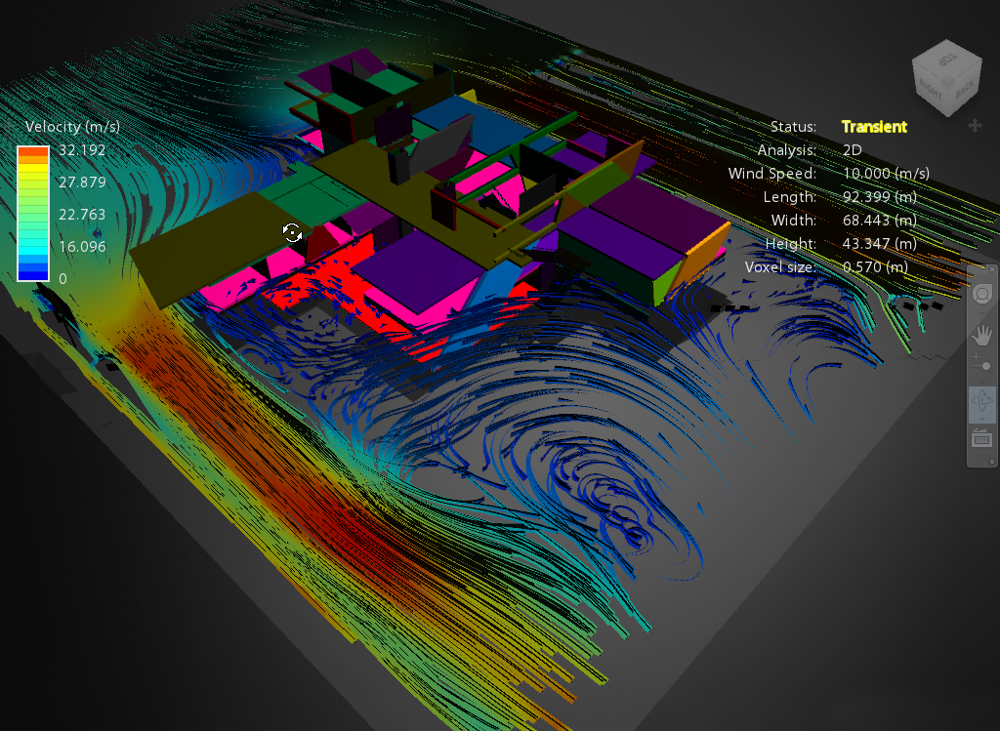 Velocity (m/s)
32.192
27.879
22.763
16.096
0
Status: Transient
Analysis: 2D
Wind Speed: 10.000 (m/s)
Length: 92.399 (m)
Width: 68.443 (m)
Height: 43.347 (m)
Voxel size: 0.570 (m)
TOP
RIGHT
BACK